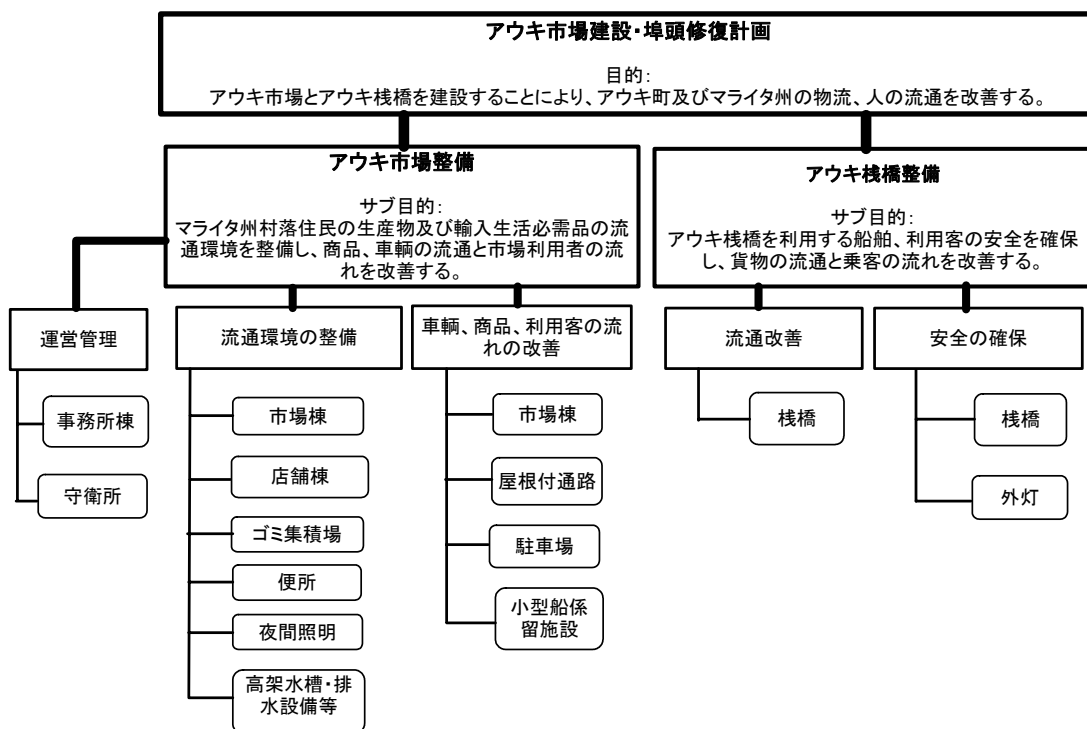 アウキ市場建設・埠頭修復計画
目的：
アウキ市場とアウキ桟橋を建設することにより、アウキ町及びマライタ州の物流、人の流通を改善する。
アウキ市場整備
サブ目的：
マライタ州村落住民の生産物及び輸入生活必需品の流
通環境を整備し、商品、車輌の流通と市場利用者の流
れを改善する。
アウキ桟橋整備
サブ目的：
アウキ桟橋を利用する船舶、利用客の安全を確保
し、貨物の流通と乗客の流れを改善する。
運営管理
事務所棟
守衛所
流通環境の整備
市場棟
店舗棟
ゴミ集積場
便所
夜間照明
高架水槽・排
水設備等
車輌、商品、利用客の流
れの改善
市場棟
屋根付通路
駐車場
小型船係
留施設
流通改善
桟橋
安全の確保
桟橋
外灯